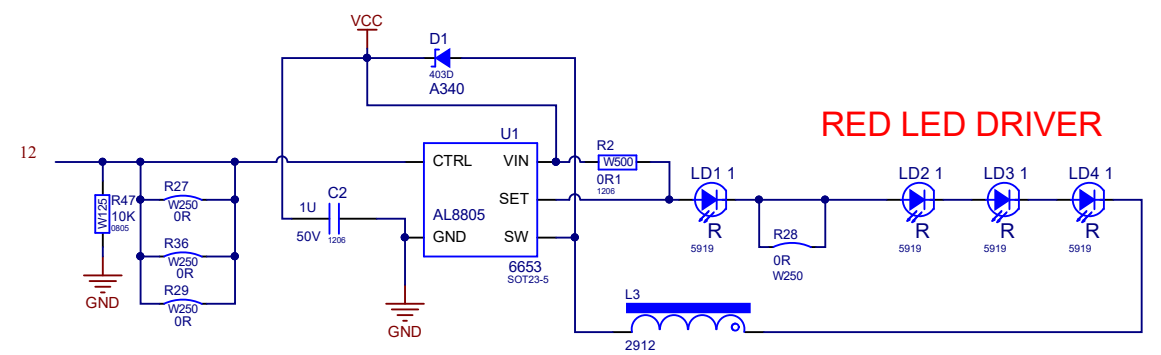 VCC
D1
403D
A340
RED LED DRIVER
12
U1
CTRL
VIN
SET
AL8805
GND
SW
6653
SOT23-5
R2
W500
0R1
1206
LD1 1
R
5919
LD2 1
R
5919
LD3 1
R
5919
LD4 1
R
5919
R47
W125
10K
0805
GND
R27
W250
0R
R36
W250
0R
R29
W250
0R
C2
1U
50V
1206
GND
R28
0R
W250
L3
2912